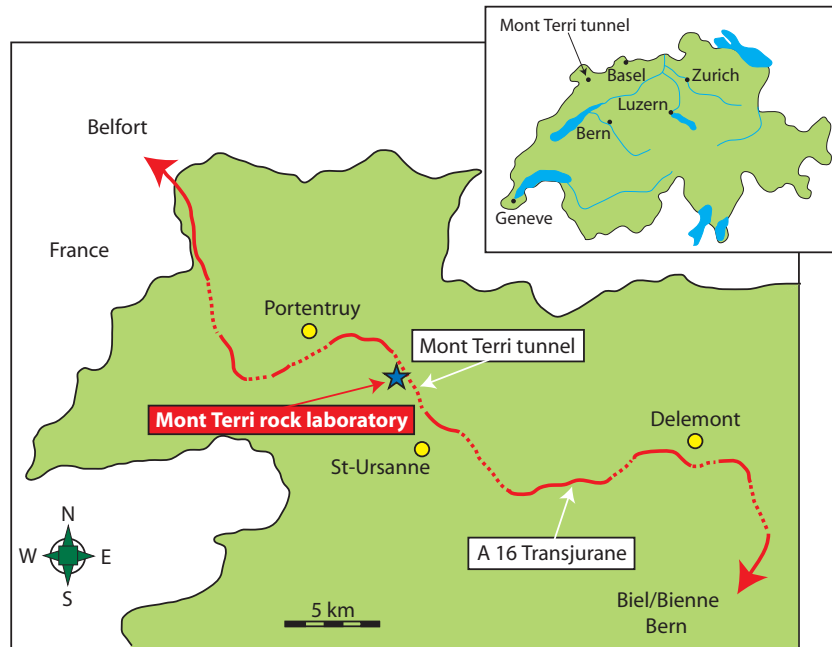 Mont Terri tunnel
Basel
Zurich
Luzern
Bern
Geneve
Belfort
France
Portentruy
Mont Terri tunnel
Mont Terri rock laboratory
Delemont
St-Ursanne
N
W
E
S
A 16 Transjurane
5 km
Biel/Bienne
Bern